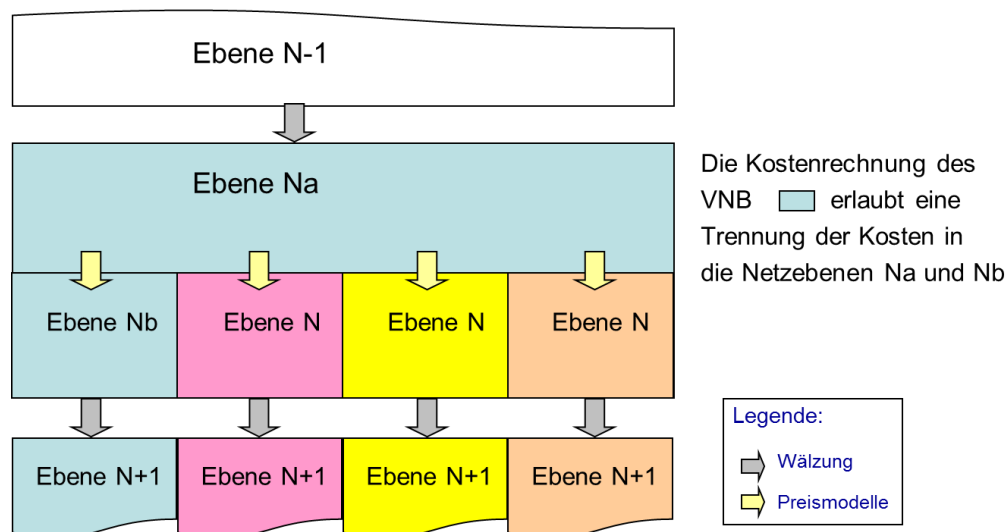 Ebene N-1
Ebene Na
Die Kostenrechnung des
VNB erlaubt eine
Trennung der Kosten in
die Netzebenen Na und Nb
Ebene Nb
Ebene N
Ebene N
Ebene N
Ebene N+1
Ebene N+1
Ebene N+1
Ebene N+1
Legende:
Wälzung
Preismodelle